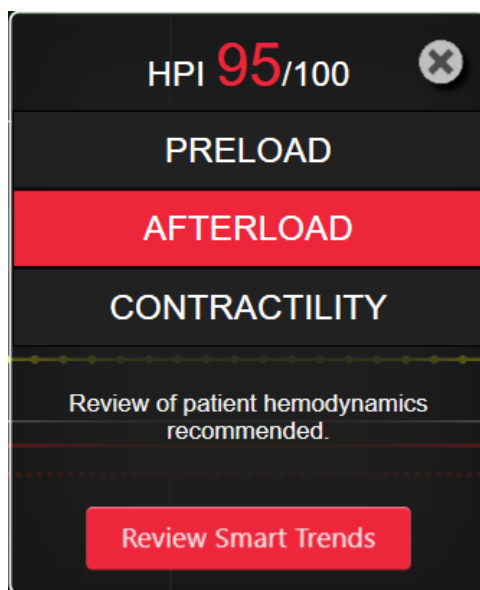 HPI 95/100
PRELOAD
AFTERLOAD
CONTRACTILITY
Review of patient hemodynamics
recommended.
Review Smart Trends